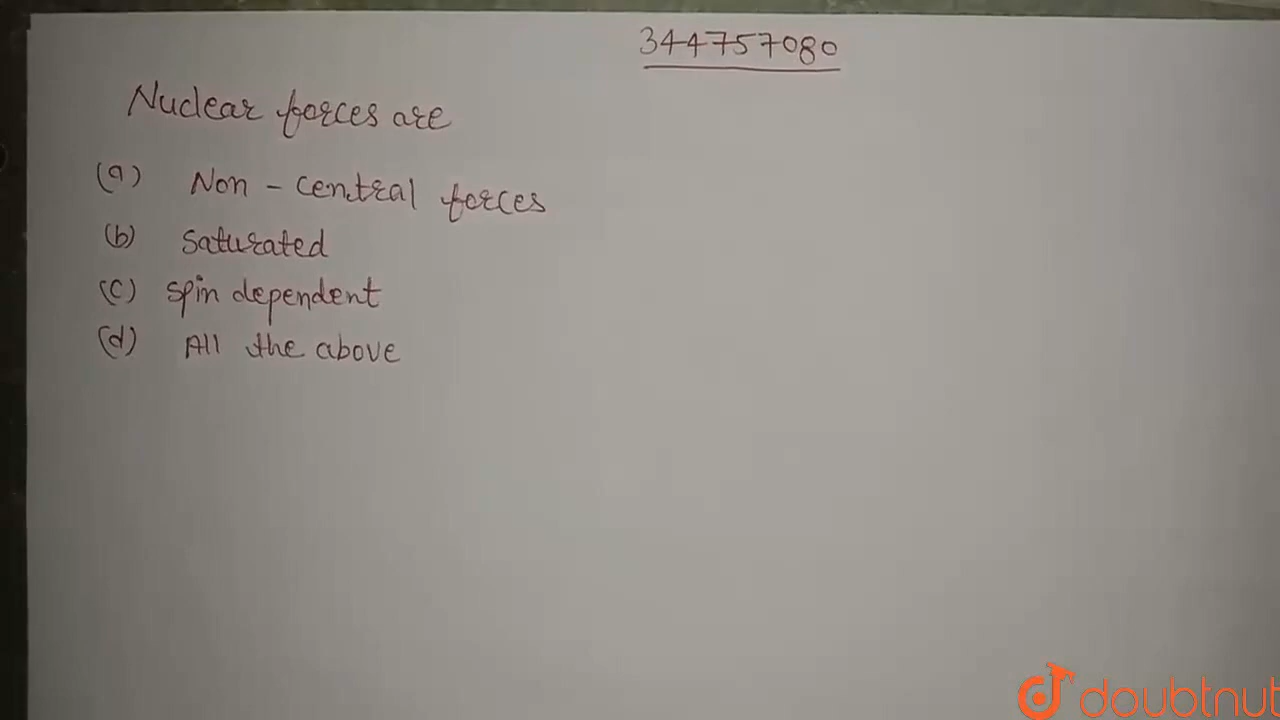 344757080
Nuclear forces are
(a) Non - central forces
(b) Saturated
(c) Spin dependent
(d) All the above
doubtnut